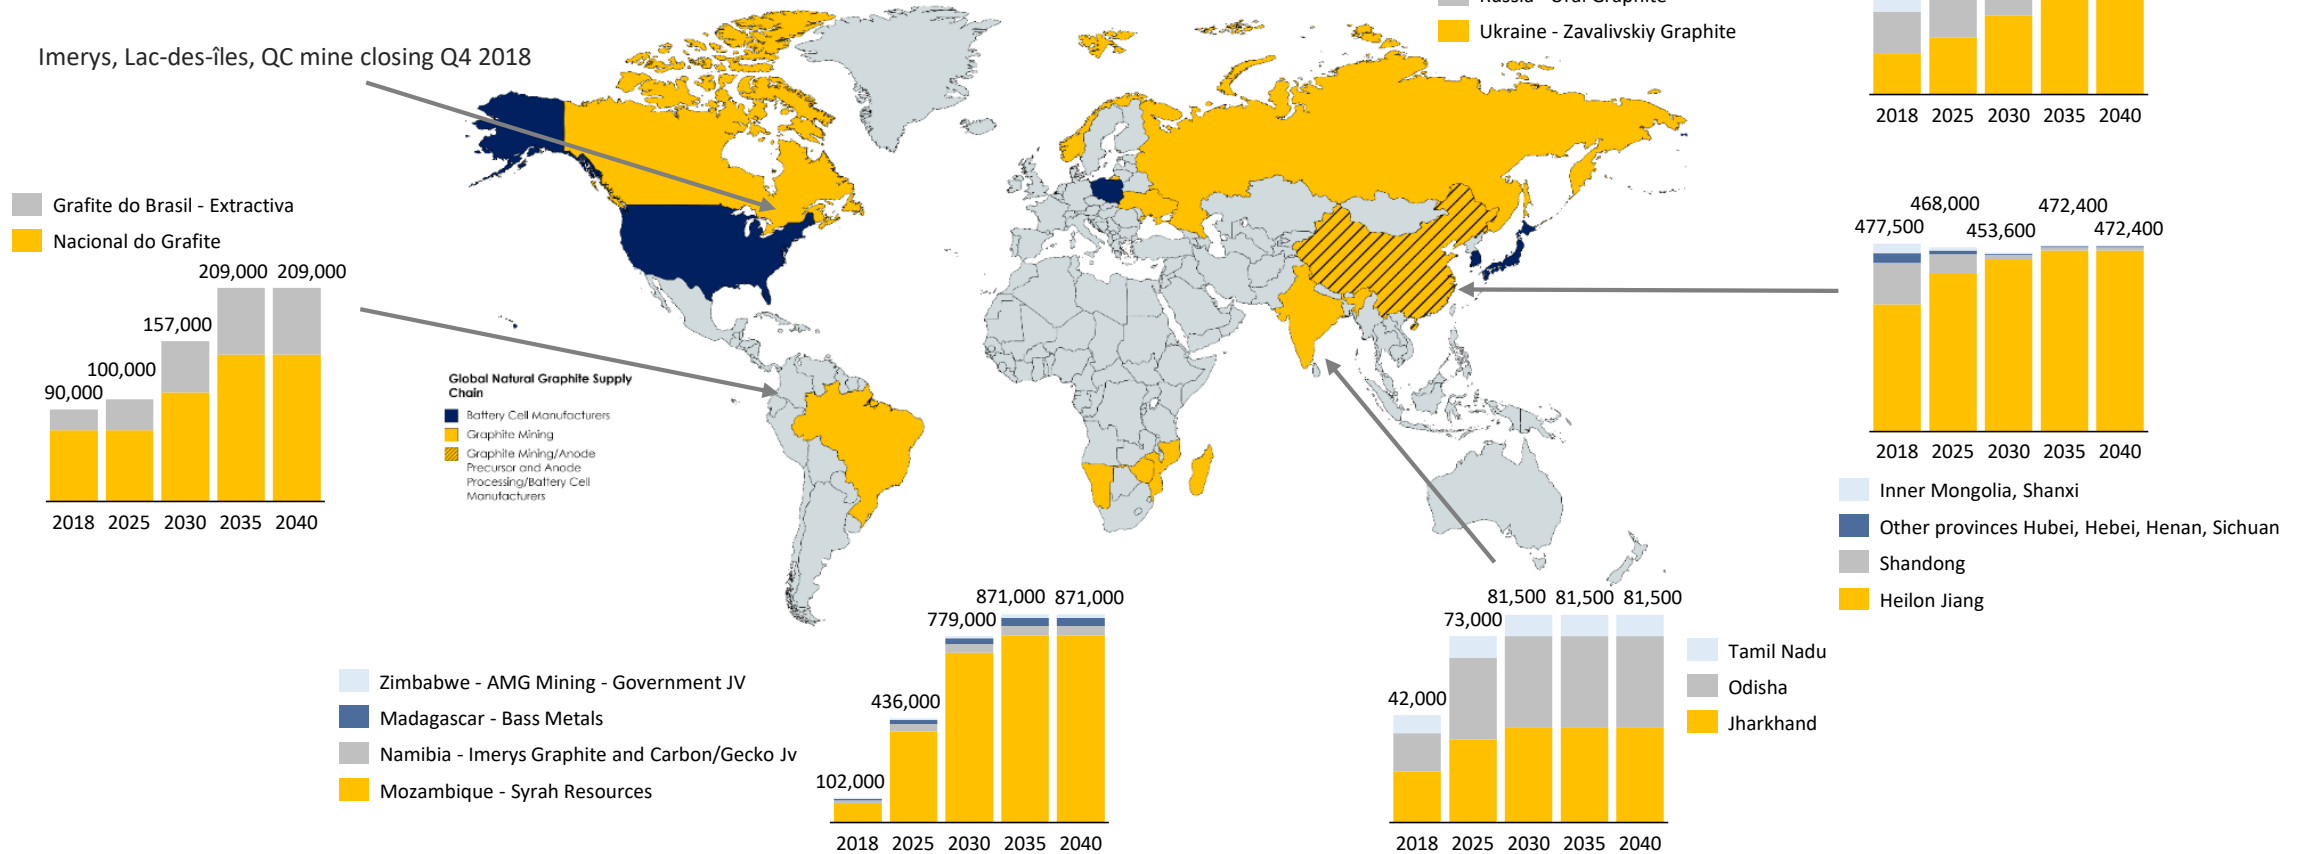 Russia - Ural Graphite
Ukraine - Zavalivskiy Graphite
2018 2025 2030 2035 2040
Imerys, Lac-des-îles, QC mine closing Q4 2018
Grafite do Brasil - Extractiva
Nacional do Grafite
209,000 209,000
157,000
100,000
90,000
2018 2025 2030 2035 2040
Global Natural Graphite Supply
Chain
Battery Cell Manufacturers
Graphite Mining
Graphite Mining/Anode
Precursor and Anode
Processing/Battery Cell
Manufacturers
468,000 472,400
477,500 453,600 472,400
2018 2025 2030 2035 2040
Inner Mongolia, Shanxi
Other provinces Hubei, Hebei, Henan, Sichuan
Shandong
Heilon Jiang
Zimbabwe - AMG Mining - Government JV
Madagascar - Bass Metals
Namibia - Imerys Graphite and Carbon/Gecko Jv
Mozambique - Syrah Resources
871,000 871,000
779,000
436,000
102,000
2018 2025 2030 2035 2040
81,500 81,500 81,500
73,000
42,000
2018 2025 2030 2035 2040
Tamil Nadu
Odisha
Jharkhand